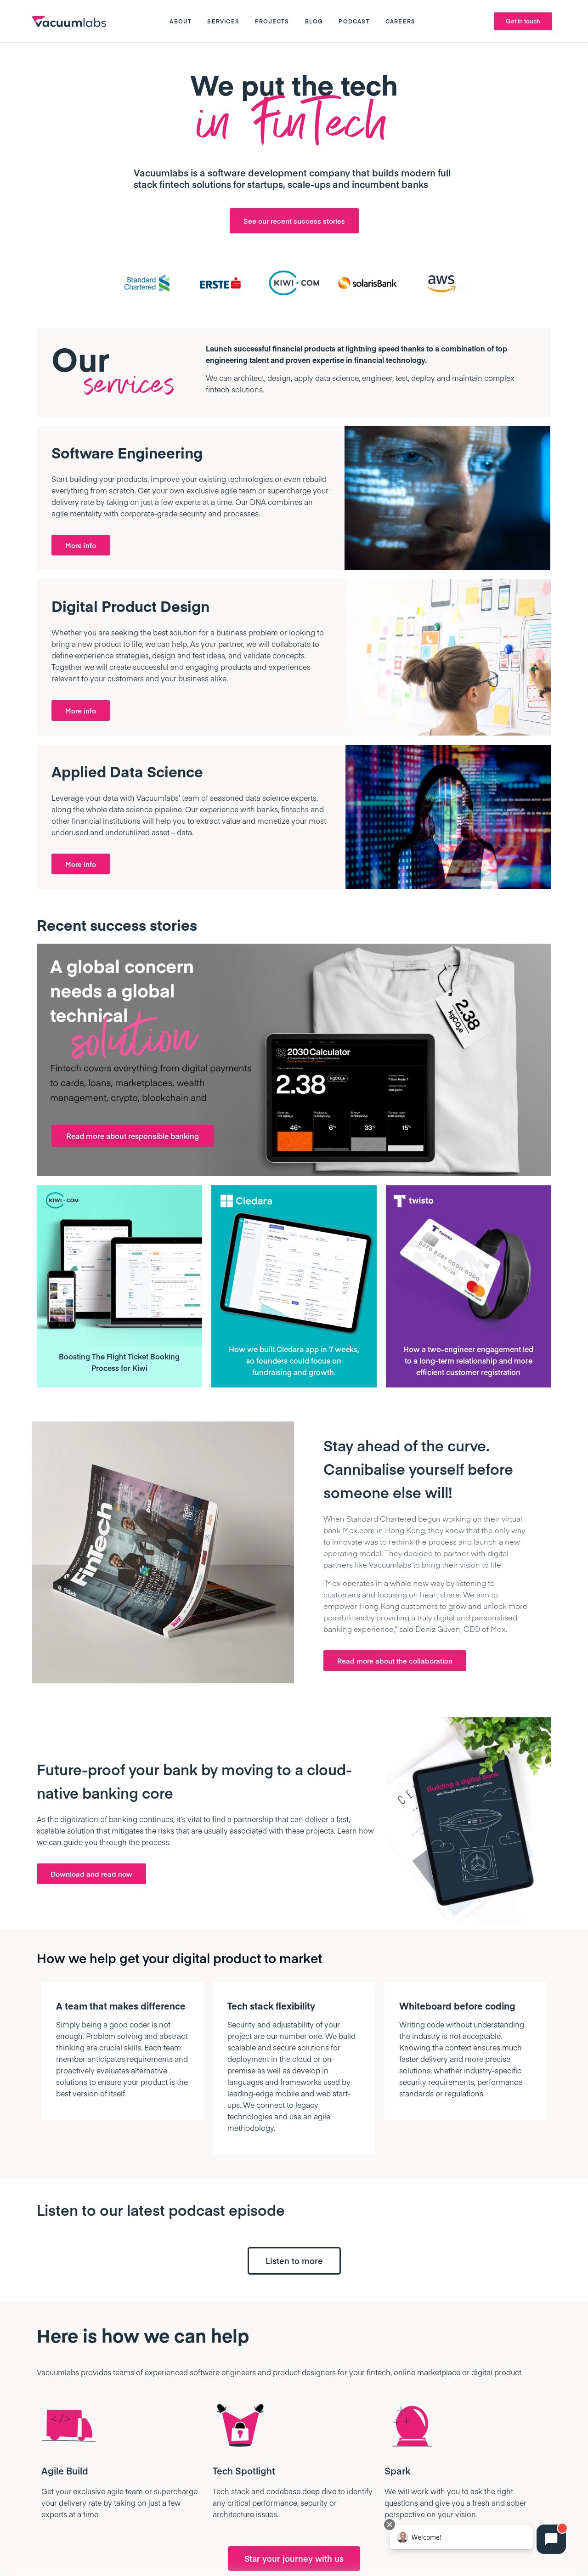 vacuumlabs
ABOUT
SERVICES
PROJECTS
BLOG
PODCAST
CAREERS
Get in touch
We put the tech
in FinTech
Vacuumlabs is a software development company that builds modern full
stack fintech solutions for startups, scale-ups and incumbent banks
See our recent success stories
Standard
Chartered
ERSTE
KIWI.COM
solarisBank
aws
Our
services
Launch successful financial products at lightning speed thanks to a combination of top
engineering talent and proven expertise in financial technology.
We can architect, design, apply data science, engineer, test, deploy and maintain complex
fintech solutions.
Software Engineering
Start building your products, improve your existing technologies or even rebuild
everything from scratch. Get your own exclusive agile team or supercharge your
delivery rate by taking on just a few experts at a time. Our DNA combines an
agile mentality with corporate-grade security and processes.
More info
Digital Product Design
Whether you are seeking the best solution for a business problem or looking to
bring a new product to life, we can help. As your partner, we will collaborate to
define experience strategies, design and test ideas, and validate concepts.
Together we will create successful and engaging products and experiences
relevant to your customers and your business alike.
More info
Applied Data Science
Leverage your data with Vacuumlabs' team of seasoned data science experts,
along the whole data science pipeline. Our experience with banks, fintechs and
other financial institutions will help you to extract value and monetize your most
underused and underutilized asset – data.
More info
Recent success stories
A global concern
needs a global
technical
solution
Fintech covers everything from digital payments
to cards, loans, marketplaces, wealth
management, crypto, blockchain and
Read more about responsible banking
2.38
kgCO₂e
2030 Calculator
2.38
kgCO₂e
46%
6%
33%
15%
KIWI.COM
Boosting The Flight Ticket Booking
Process for Kiwi
Cledara
How we built Cledara app in 7 weeks,
so founders could focus on
fundraising and growth.
twisto
twisto
How a two-engineer engagement led
to a long-term relationship and more
efficient customer registration
FinTech
Stay ahead of the curve.
Cannibalise yourself before
someone else will!
When Standard Chartered begun working on their virtual
bank Mox.com in Hong Kong, they knew that the only way
to innovate was to rethink the process and launch a new
operating model. They decided to partner with digital
partners like Vacuumlabs to bring their vision to life.
"Mox operates in a whole new way by listening to
customers and focusing on heart share. We aim to
empower Hong Kong customers to grow and unlock more
possibilities by providing a truly digital and personalised
banking experience," said Deniz Güven, CEO of Mox.
Read more about the collaboration
Future-proof your bank by moving to a cloud-
native banking core
As the digitization of banking continues, it's vital to find a partnership that can deliver a fast,
scalable solution that mitigates the risks that are usually associated with these projects. Learn how
we can guide you through the process.
Download and read now
Building a digital bank
How we help get your digital product to market
A team that makes difference
Simply being a good coder is not
enough. Problem solving and abstract
thinking are crucial skills. Each team
member anticipates requirements and
proactively evaluates alternative
solutions to ensure your product is the
best version of itself.
Tech stack flexibility
Security and adjustability of your
project are our number one. We build
scalable and secure solutions for
deployment in the cloud or on-
premise as well as develop in
languages and frameworks used by
leading-edge mobile and web start-
ups. We connect to legacy
technologies and use an agile
methodology.
Whiteboard before coding
Writing code without understanding
the industry is not acceptable.
Knowing the context ensures much
faster delivery and more precise
solutions, whether industry-specific
security requirements, performance
standards or regulations.
Listen to our latest podcast episode
Listen to more
Here is how we can help
Vacuumlabs provides teams of experienced software engineers and product designers for your fintech, online marketplace or digital product.
Agile Build
Get your exclusive agile team or supercharge
your delivery rate by taking on just a few
experts at a time.
Tech Spotlight
Tech stack and codebase deep dive to identify
any critical performance, security or
architecture issues.
Spark
We will work with you to ask the right
questions and give you a fresh and sober
perspective on your vision.
Welcome!
Star your journey with us